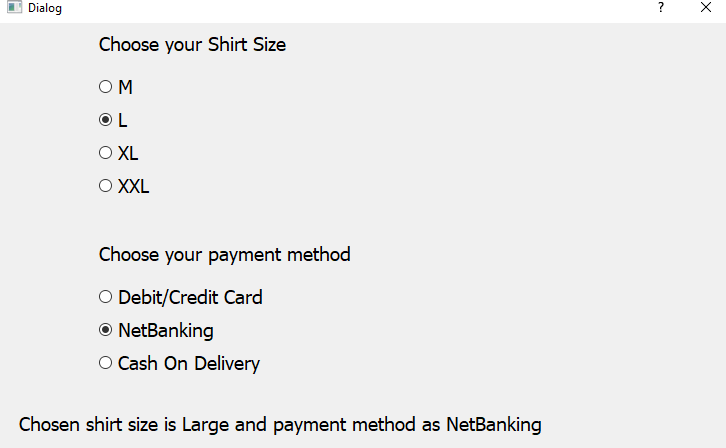 Dialog
?
Choose your Shirt Size
M
L
XL
XXL
Choose your payment method
Debit/Credit Card
NetBanking
Cash On Delivery
Chosen shirt size is Large and payment method as NetBanking